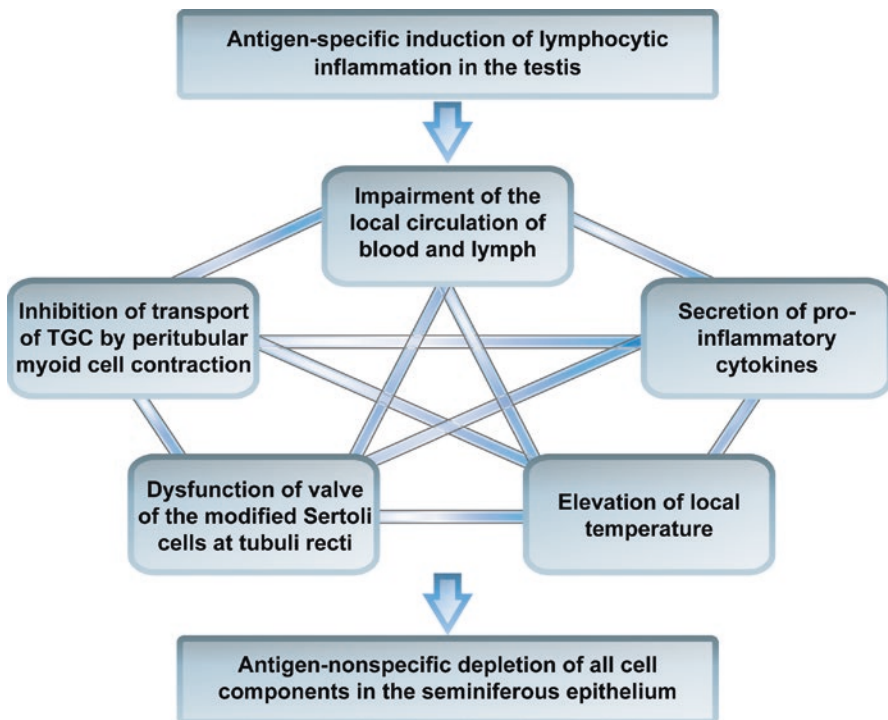 Antigen-specific induction of lymphocytic
inflammation in the testis
Impairment of the
local circulation of
blood and lymph
Inhibition of transport
of TGC by peritubular
myoid cell contraction
Secretion of pro-
inflammatory
cytokines
Dysfunction of valve
of the modified Sertoli
cells at tubuli recti
Elevation of local
temperature
Antigen-nonspecific depletion of all cell
components in the seminiferous epithelium